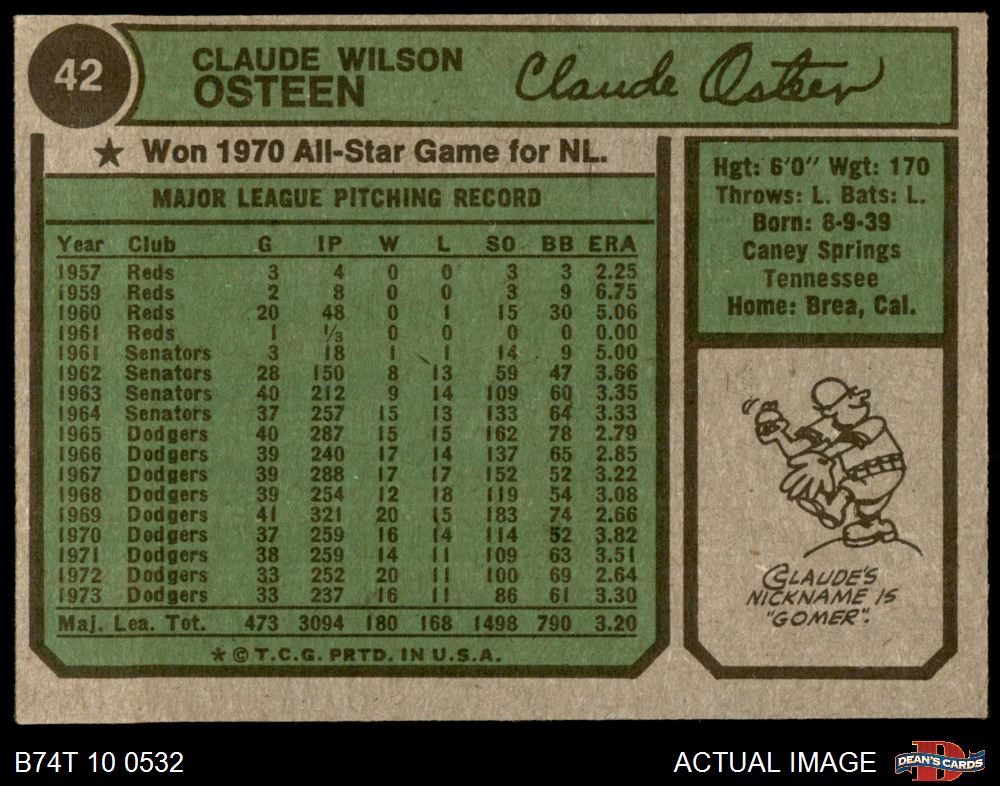 42
CLAUDE WILSON
OSTEEN
Claude Osteen
★ Won 1970 All-Star Game for NL.
MAJOR LEAGUE PITCHING RECORD
Year Club G IP W L SO BB ERA
1957 Reds 3 4 0 0 3 3 2.25
1959 Reds 2 8 0 0 3 9 6.75
1960 Reds 20 48 0 1 15 30 5.06
1961 Reds 1 ⅓ 0 0 0 0 0.00
1961 Senators 3 18 1 1 14 9 5.00
1962 Senators 28 150 8 13 59 47 3.66
1963 Senators 40 212 9 14 109 60 3.35
1964 Senators 37 257 15 13 133 64 3.33
1965 Dodgers 40 287 15 15 162 78 2.79
1966 Dodgers 39 240 17 14 137 65 2.85
1967 Dodgers 39 288 17 17 152 52 3.22
1968 Dodgers 39 254 12 18 119 54 3.08
1969 Dodgers 41 321 20 15 183 74 2.66
1970 Dodgers 37 259 16 14 114 52 3.82
1971 Dodgers 38 259 14 11 109 63 3.51
1972 Dodgers 33 252 20 11 100 69 2.64
1973 Dodgers 33 237 16 11 86 61 3.30
Maj. Lea. Tot. 473 3094 180 168 1498 790 3.20
* © T.C.G. PRTD. IN U.S.A.
Hgt: 6'0" Wgt: 170
Throws: L. Bats: L.
Born: 8-9-39
Caney Springs
Tennessee
Home: Brea, Cal.
CLAUDE'S
NICKNAME IS
"GOMER".
B74T 10 0532
ACTUAL IMAGE
D
DEAN'S CARDS